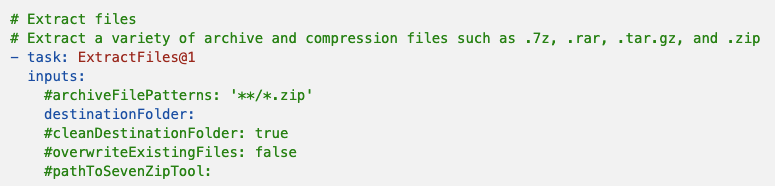 # Extract files
# Extract a variety of archive and compression files such as .7z, .rar, .tar.gz, and .zip
- task: ExtractFiles@1
  inputs:
    #archiveFilePatterns: '**/*.zip'
    destinationFolder:
    #cleanDestinationFolder: true
    #overwriteExistingFiles: false
    #pathToSevenZipTool: